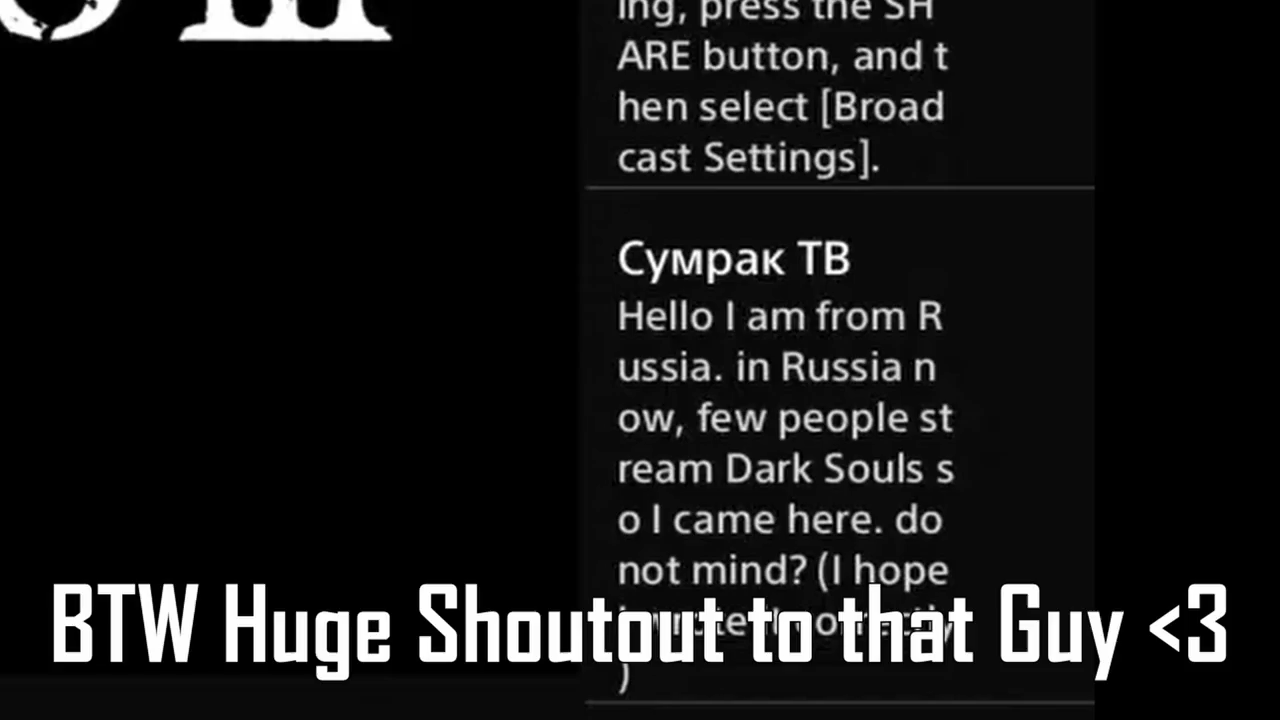 ing, press the SH
ARE button, and t
hen select [Broad
cast Settings].
Сумрак ТВ
Hello I am from R
ussia. in Russia n
ow, few people st
ream Dark Souls s
o I came here. do
not mind? (I hope
)
BTW Huge Shoutout to that Guy <3